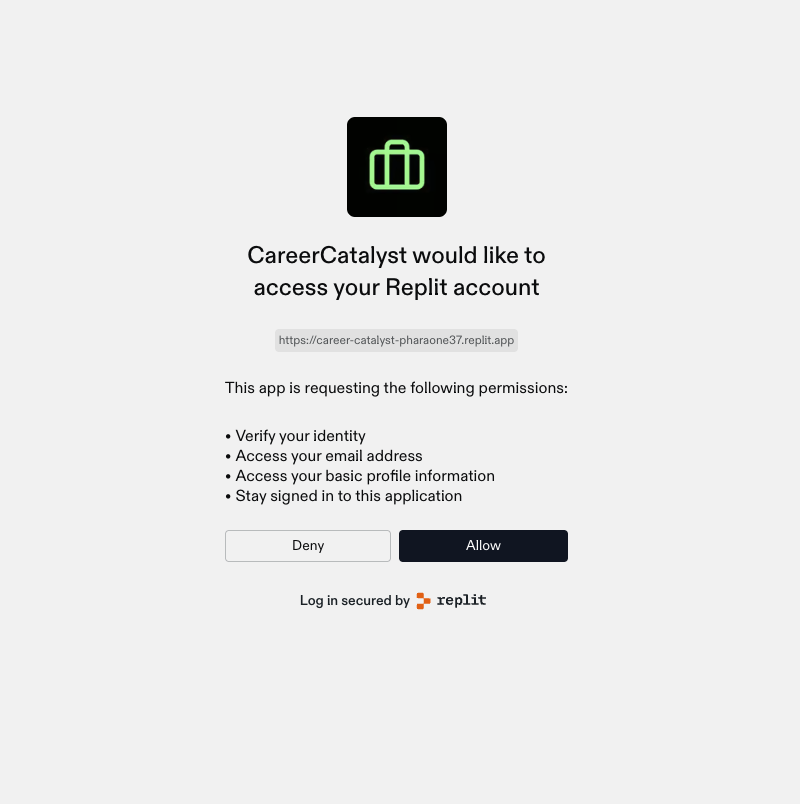 CareerCatalyst would like to
access your Replit account
https://career-catalyst-pharaone37.replit.app
This app is requesting the following permissions:
• Verify your identity
• Access your email address
• Access your basic profile information
• Stay signed in to this application
Deny Allow
Log in secured by replit